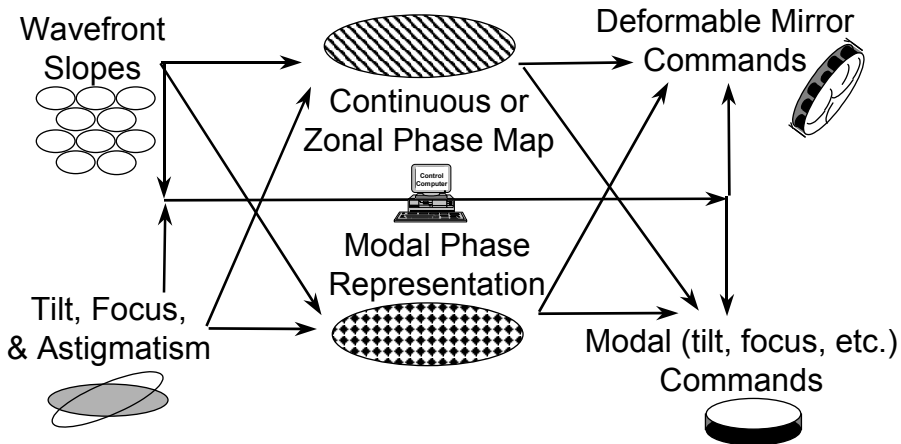 Wavefront
Slopes
Continuous or
Zonal Phase Map
Deformable Mirror
Commands
Control
Computer
Modal Phase
Representation
Tilt, Focus,
& Astigmatism
Modal (tilt, focus, etc.)
Commands